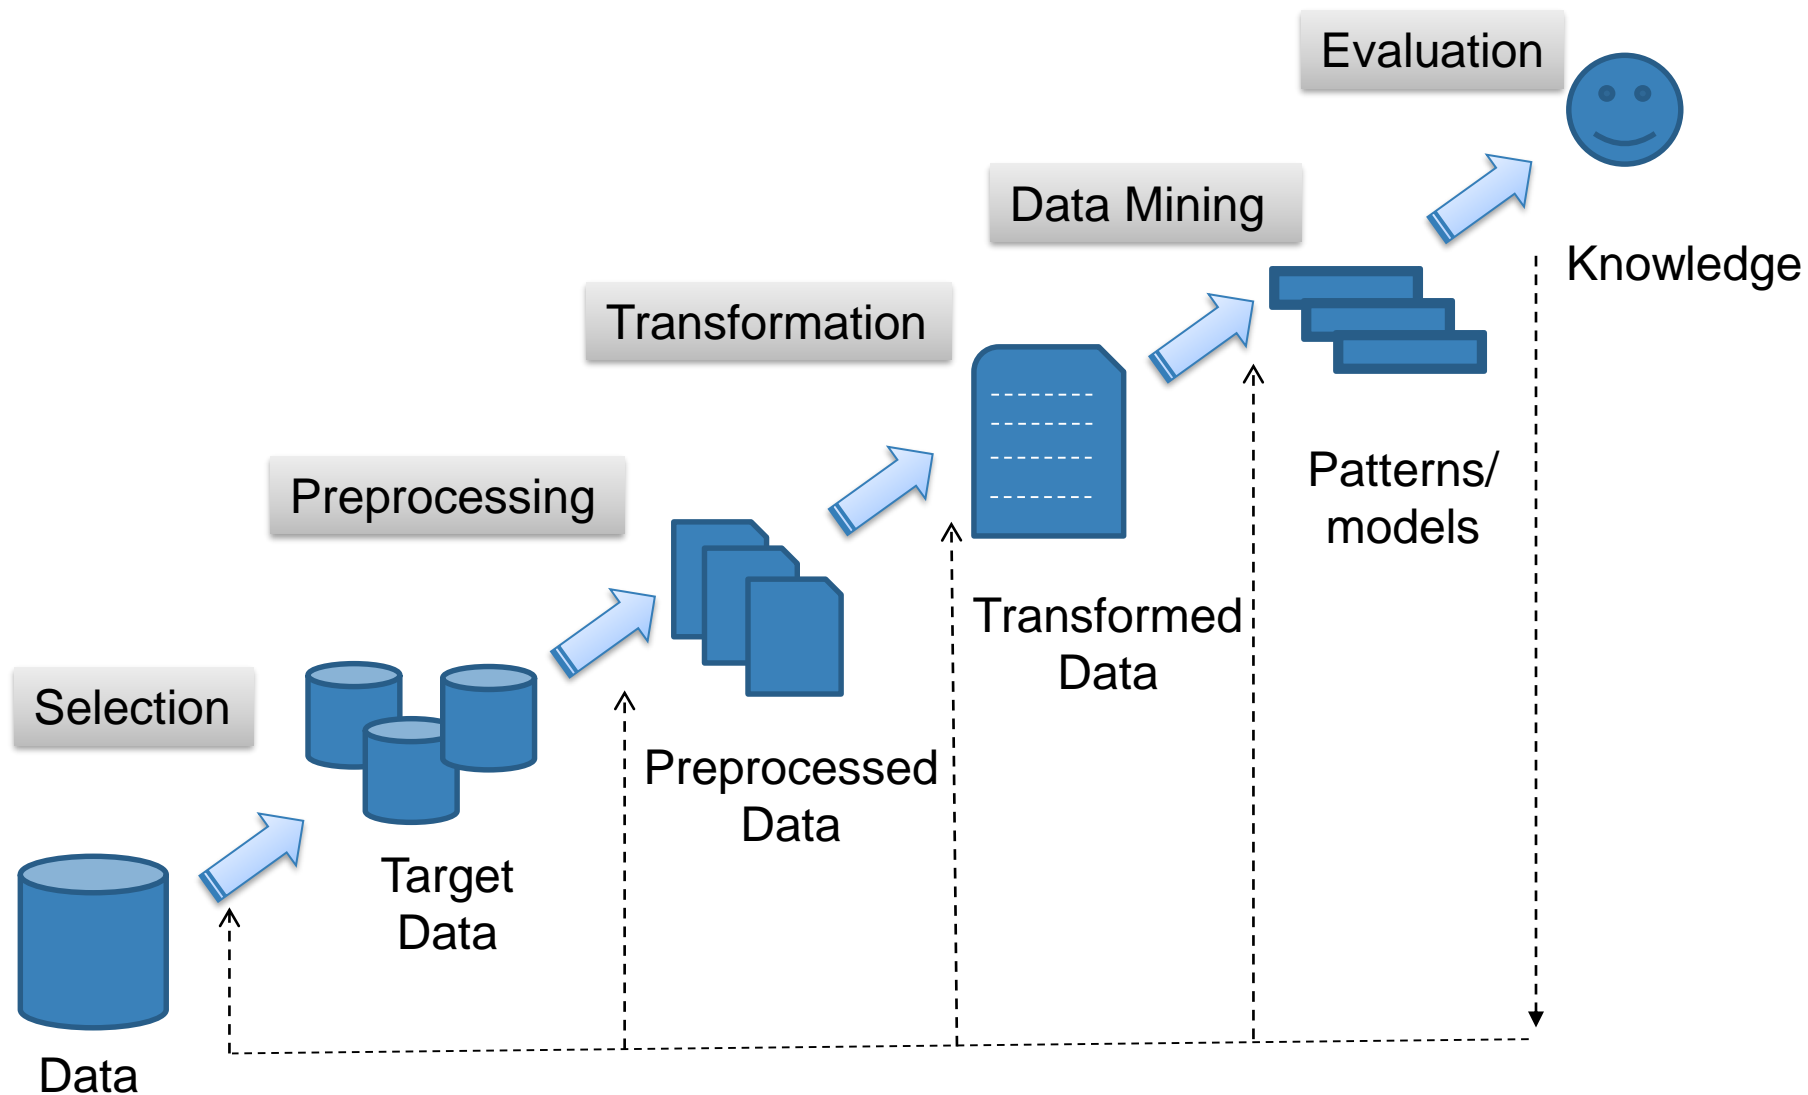 Evaluation
Data Mining
Knowledge
Transformation
Patterns/
models
Preprocessing
Transformed
Data
Selection
Preprocessed
Data
Target
Data
Data